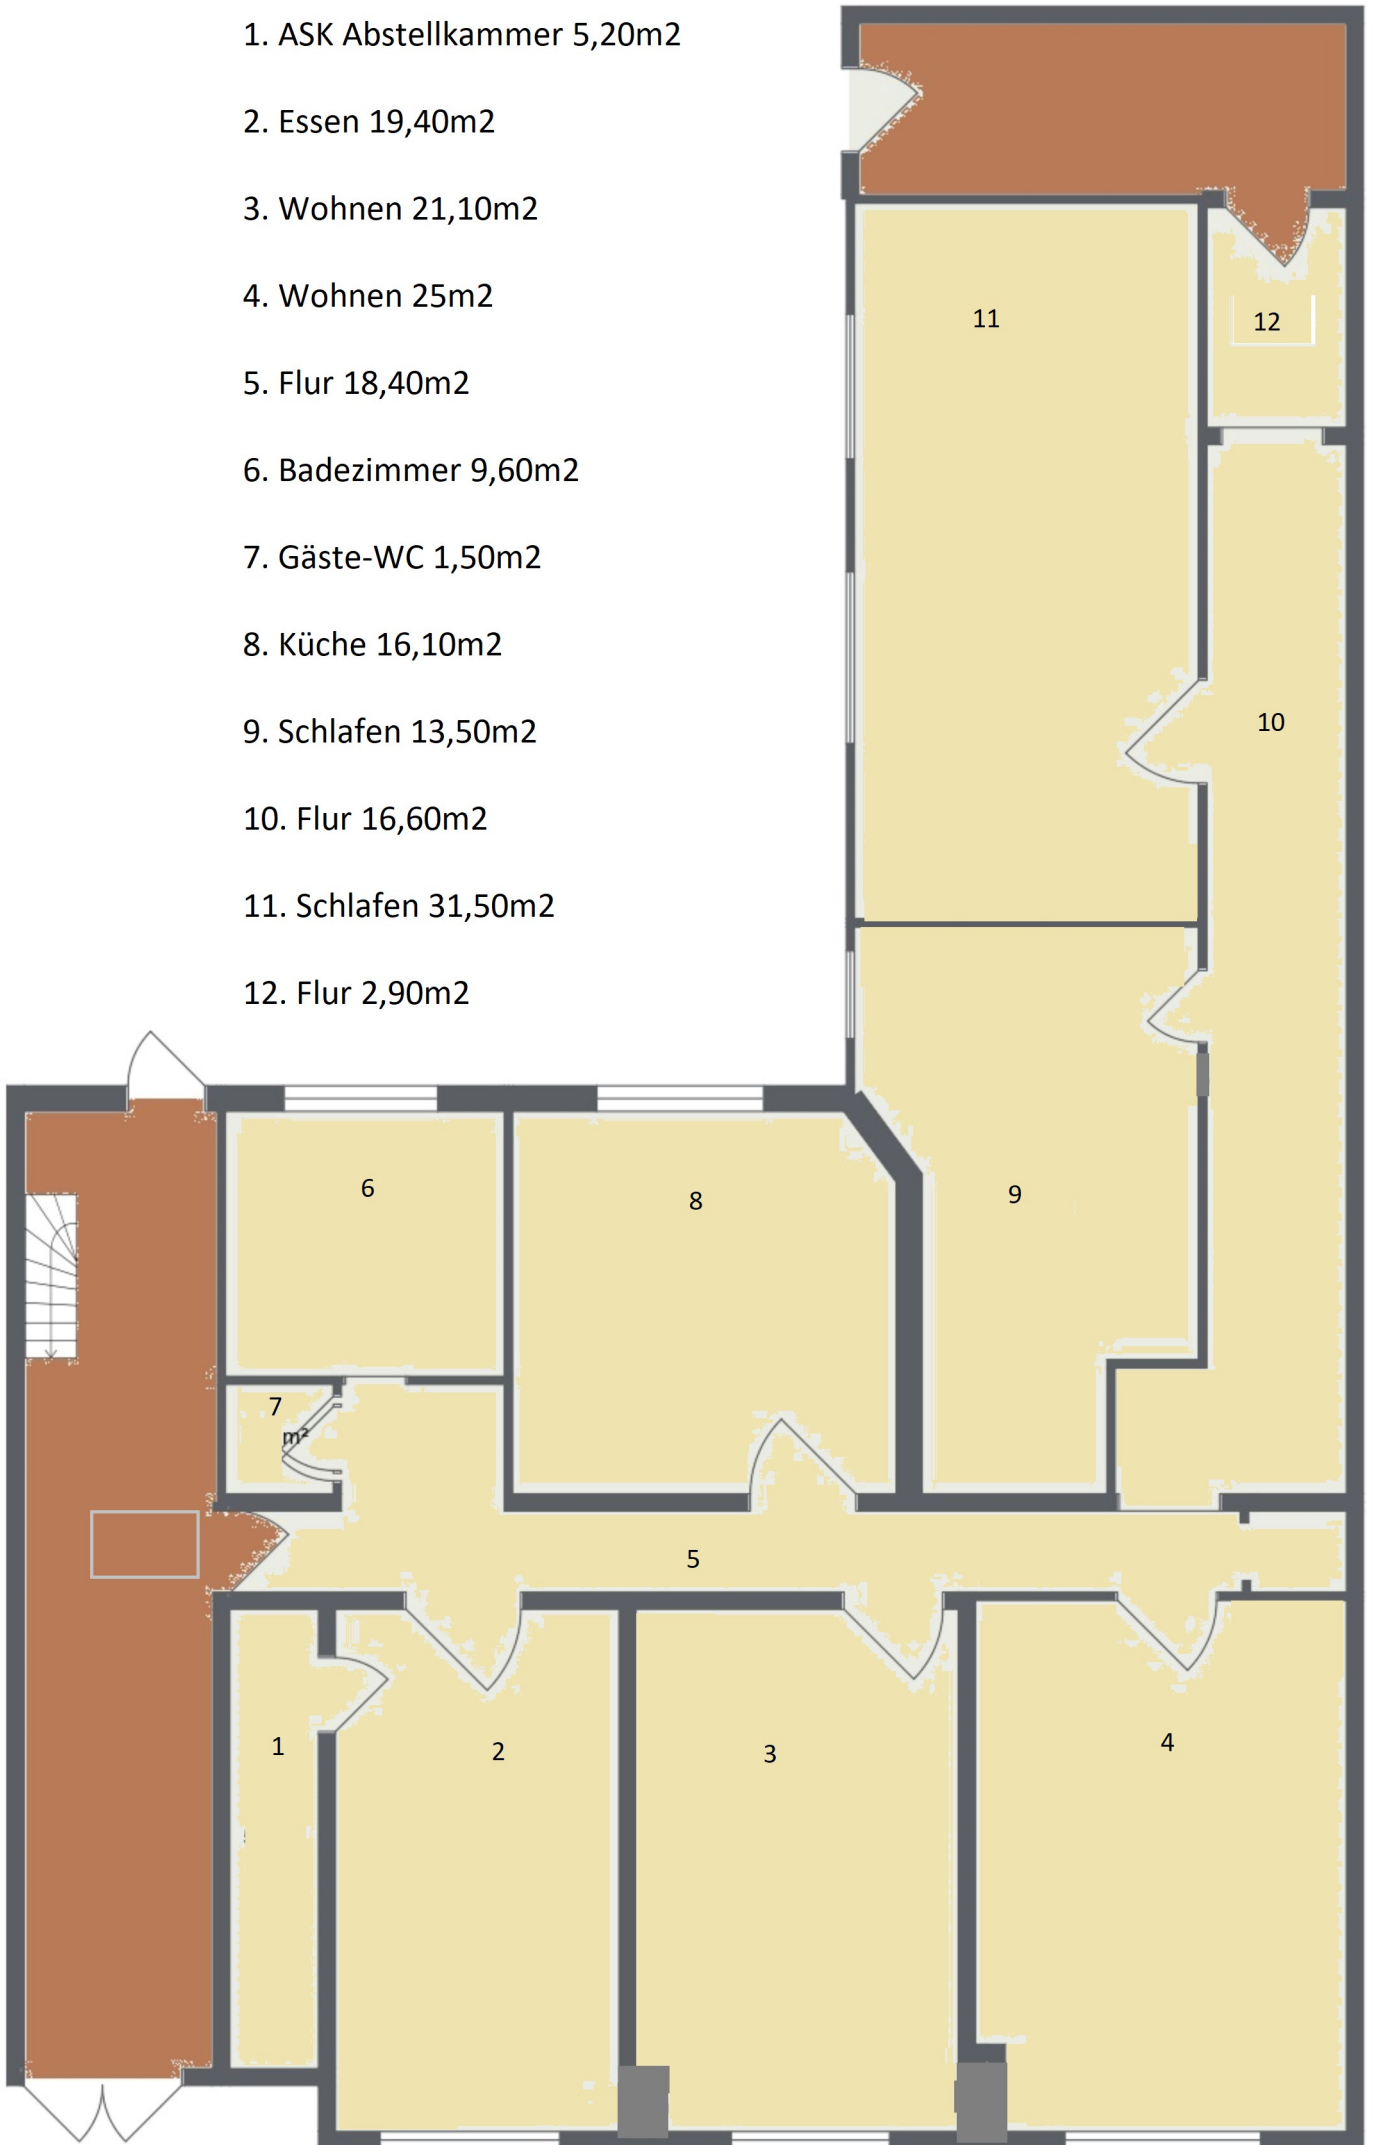 1. ASK Abstellkammer 5,20m2
2. Essen 19,40m2
3. Wohnen 21,10m2
4. Wohnen 25m2
5. Flur 18,40m2
6. Badezimmer 9,60m2
7. Gäste-WC 1,50m2
8. Küche 16,10m2
9. Schlafen 13,50m2
10. Flur 16,60m2
11. Schlafen 31,50m2
12. Flur 2,90m2
11
12
10
6
8
9
7
m²
5
1
2
3
4